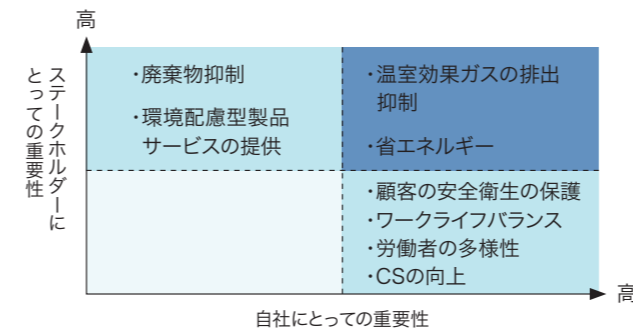 高
ステークホルダーに
とっての重要性
・廃棄物抑制
・環境配慮型製品
サービスの提供
・温室効果ガスの排出
抑制
・省エネルギー
・顧客の安全衛生の保護
・ワークライフバランス
・労働者の多様性
・CSの向上
高
自社にとっての重要性